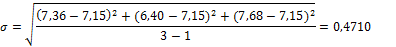 σ = √((7,36 − 7,15)² + (6,40 − 7,15)² + (7,68 − 7,15)² / 3 − 1) = 0,4710